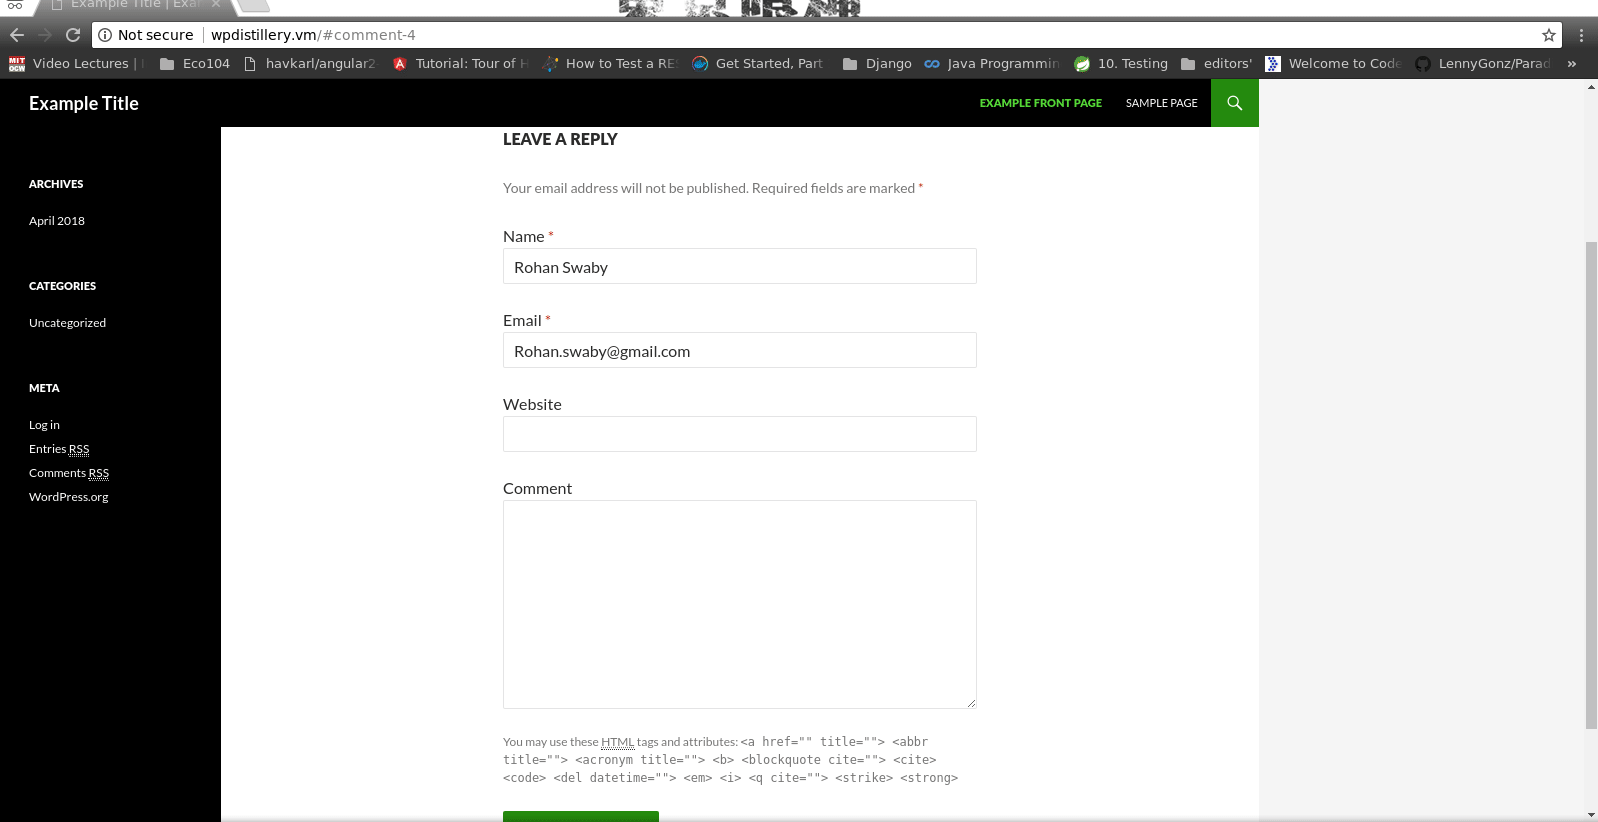 Example Title | Exa
Not secure | wpdistillery.vm/#comment-4
Video Lectures | Eco104 havkarl/angular2- Tutorial: Tour of H How to Test a RES Get Started, Part Django Java Programmin 10. Testing editors' Welcome to Code LennyGonz/Parad »
Example Title EXAMPLE FRONT PAGE SAMPLE PAGE
ARCHIVES
April 2018
CATEGORIES
Uncategorized
META
Log in
Entries RSS
Comments RSS
WordPress.org
LEAVE A REPLY
Your email address will not be published. Required fields are marked *
Name *
Rohan Swaby
Email *
Rohan.swaby@gmail.com
Website
Comment
You may use these HTML tags and attributes: <a href="" title=""> <abbr
title=""> <acronym title=""> <b> <blockquote cite=""> <cite>
<code> <del datetime=""> <em> <i> <q cite=""> <strike> <strong>